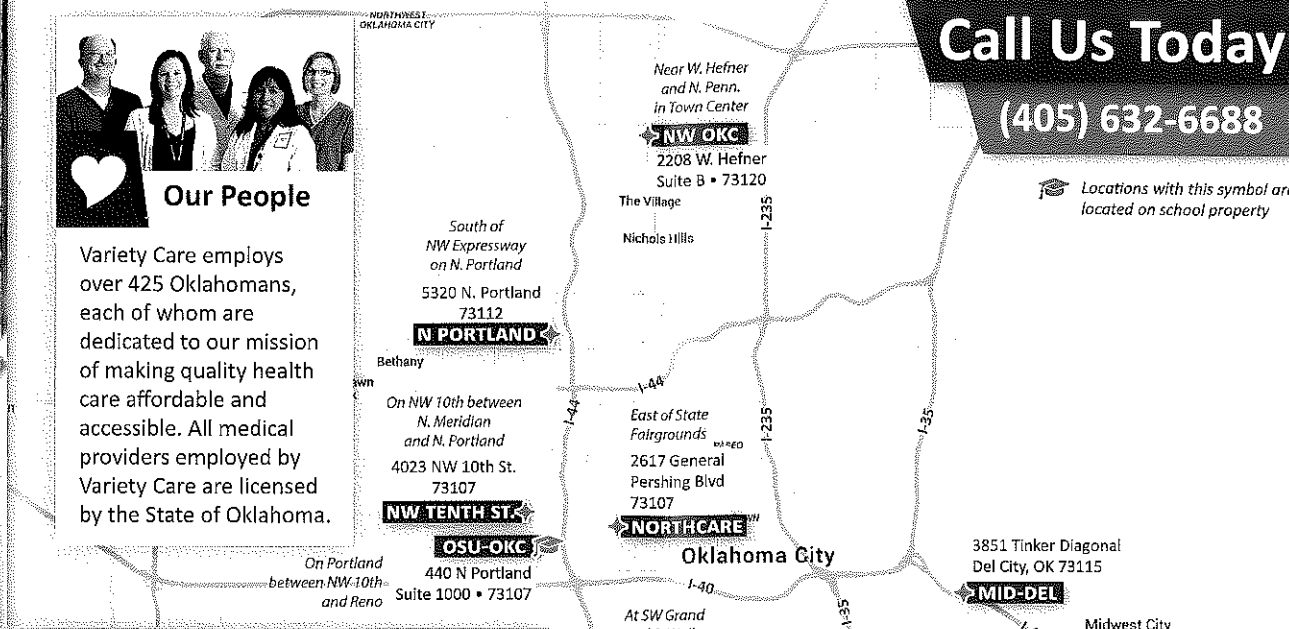 NORTHWEST
OKLAHOMA CITY
Call Us Today
(405) 632-6688
Locations with this symbol are
located on school property
Our People
Variety Care employs
over 425 Oklahomans,
each of whom are
dedicated to our mission
of making quality health
care affordable and
accessible. All medical
providers employed by
Variety Care are licensed
by the State of Oklahoma.
Near W. Hefner
and N. Penn.
in Town Center
NW OKC
2208 W. Hefner
Suite B • 73120
The Village
Nichols Hills
I-235
South of
NW Expressway
on N. Portland
5320 N. Portland
73112
N PORTLAND
Bethany
I-44
I-44
I-235
I-35
On NW 10th between
N. Meridian
and N. Portland
4023 NW 10th St.
73107
NW TENTH ST.
East of State
Fairgrounds
2617 General
Pershing Blvd
73107
NORTHCARE
Oklahoma City
OSU-OKC
On Portland
between NW 10th
and Reno
440 N Portland
Suite 1000 • 73107
I-40
I-35
At SW Grand
3851 Tinker Diagonal
Del City, OK 73115
MID-DEL
Midwest City